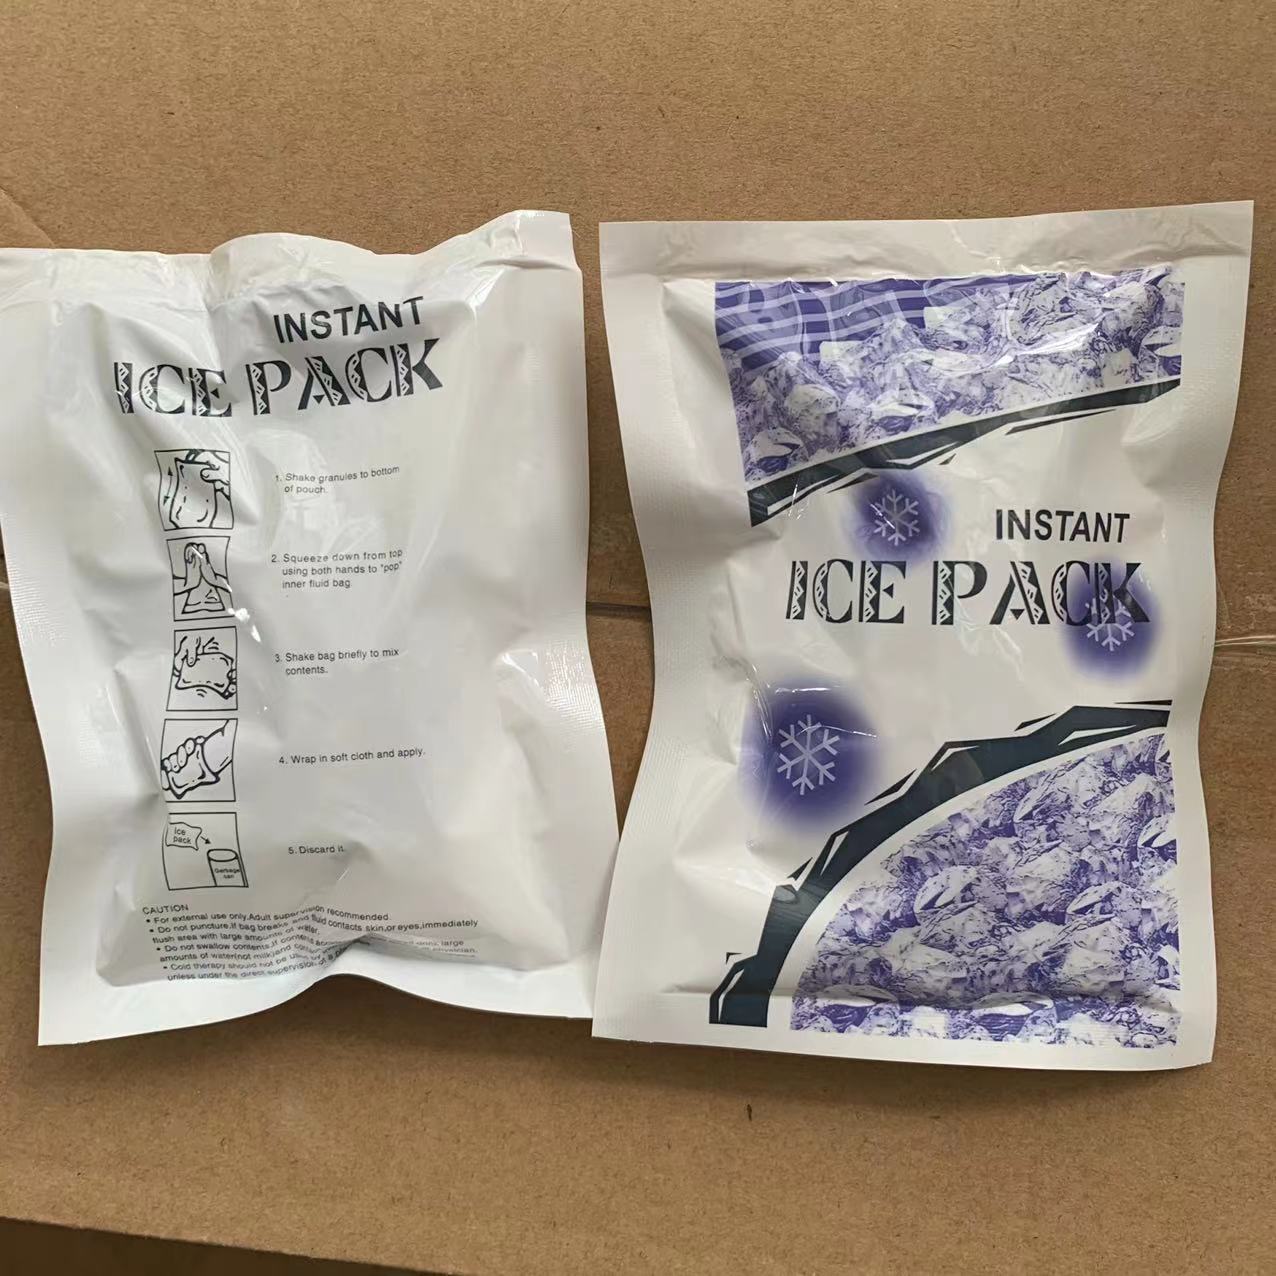 INSTANT
ICE PACK
1. Shake granules to bottom
of pouch.
2. Squeeze down from top
using both hands to "pop"
inner fluid bag.
3. Shake bag briefly to mix
contents.
4. Wrap in soft cloth and apply.
Ice
pack
Garbage
can
5. Discard it.
CAUTION
• For external use only.Adult supervision recommended.
• Do not puncture.If bag breaks and fluid contacts skin,or eyes,immediately
flush area with large amounts of water.
• Do not swallow contents.If contents large
amounts of water(not milk)and physician.
• Cold therapy should not be
unless under the direct supervision of a
INSTANT
ICE PACK